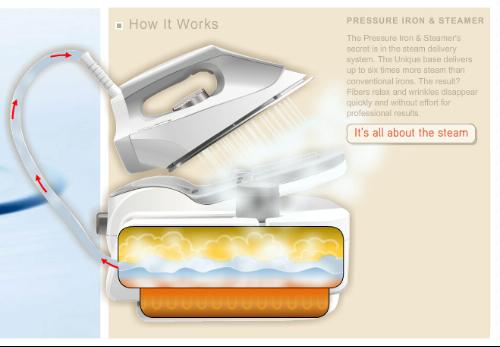 How It Works
PRESSURE IRON & STEAMER
The Pressure Iron & Steamer's
secret is in the steam delivery
system. The Unique base delivers
up to six times more steam than
conventional irons. The result?
Fibers relax and wrinkles disappear
quickly and without effort for
professional results.
It's all about the steam